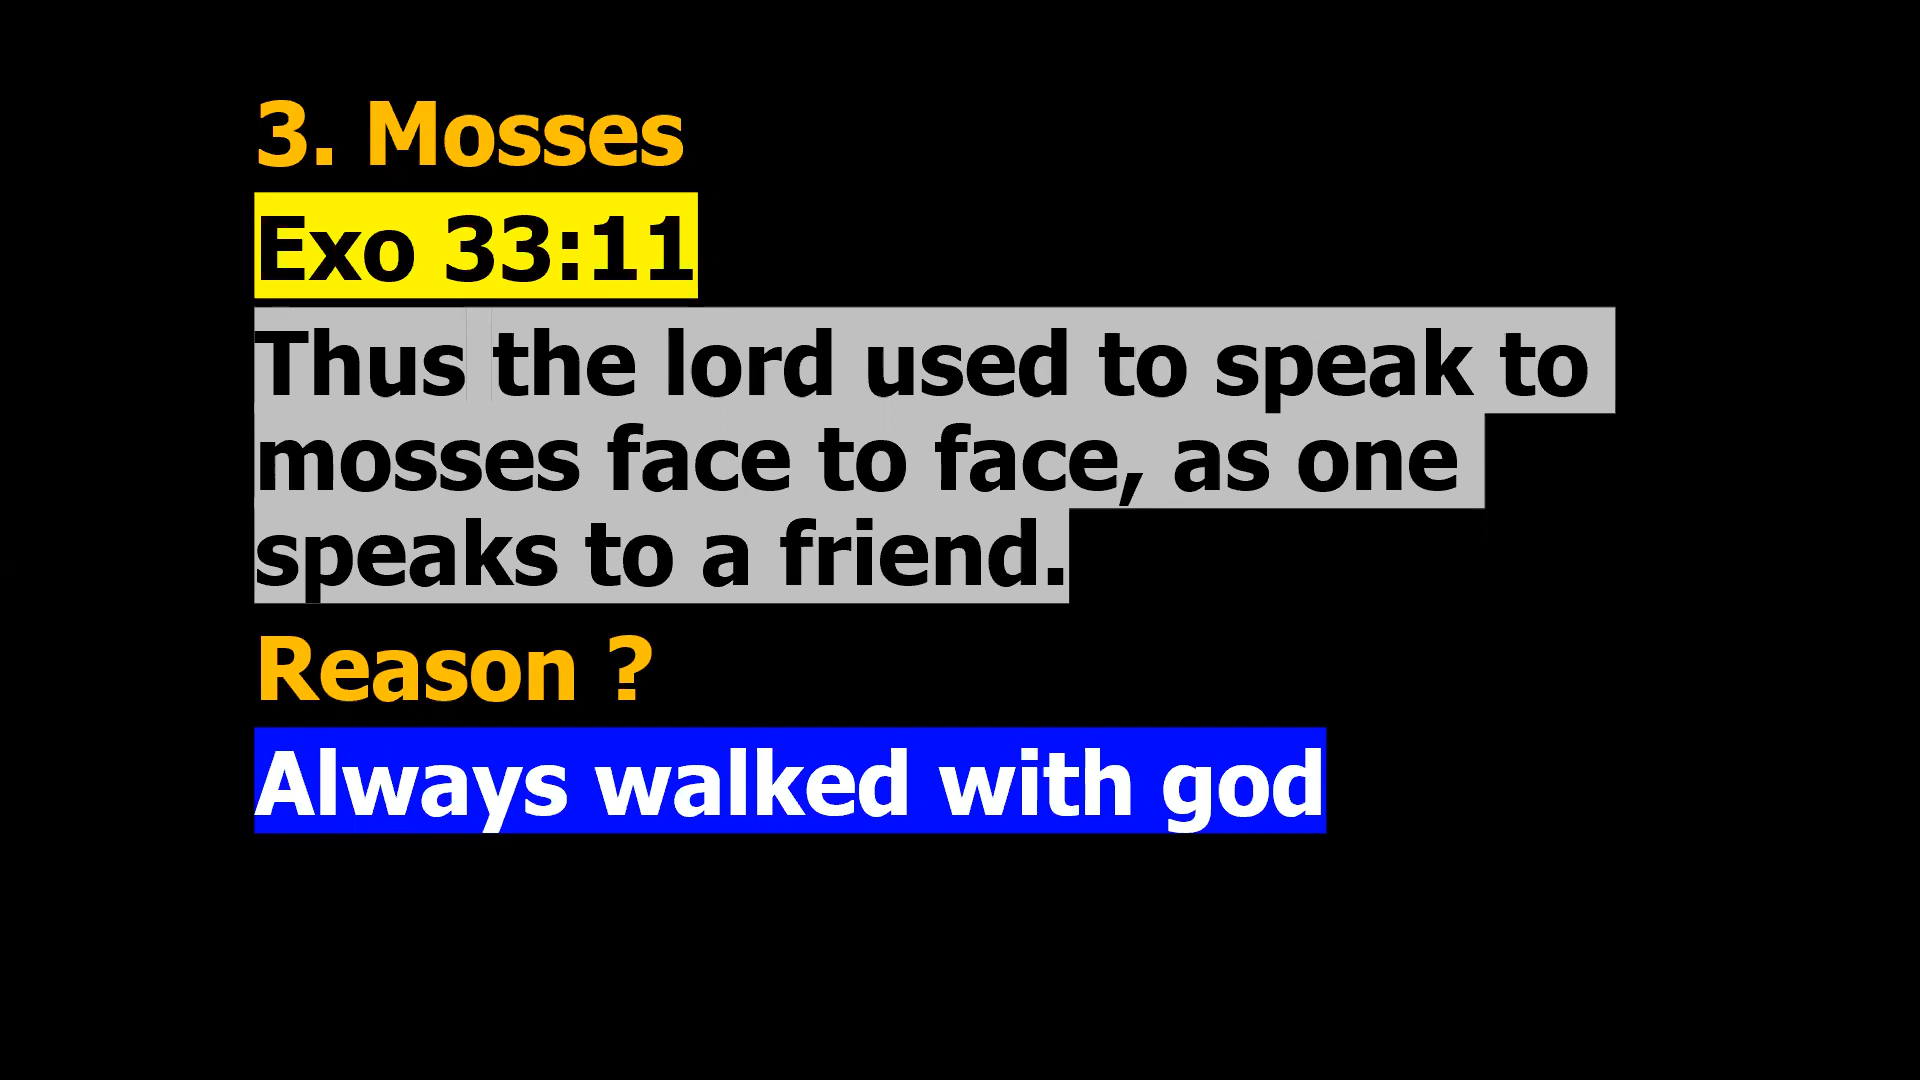 3. Mosses
Exo 33:11
Thus the lord used to speak to
mosses face to face, as one
speaks to a friend.
Reason ?
Always walked with god